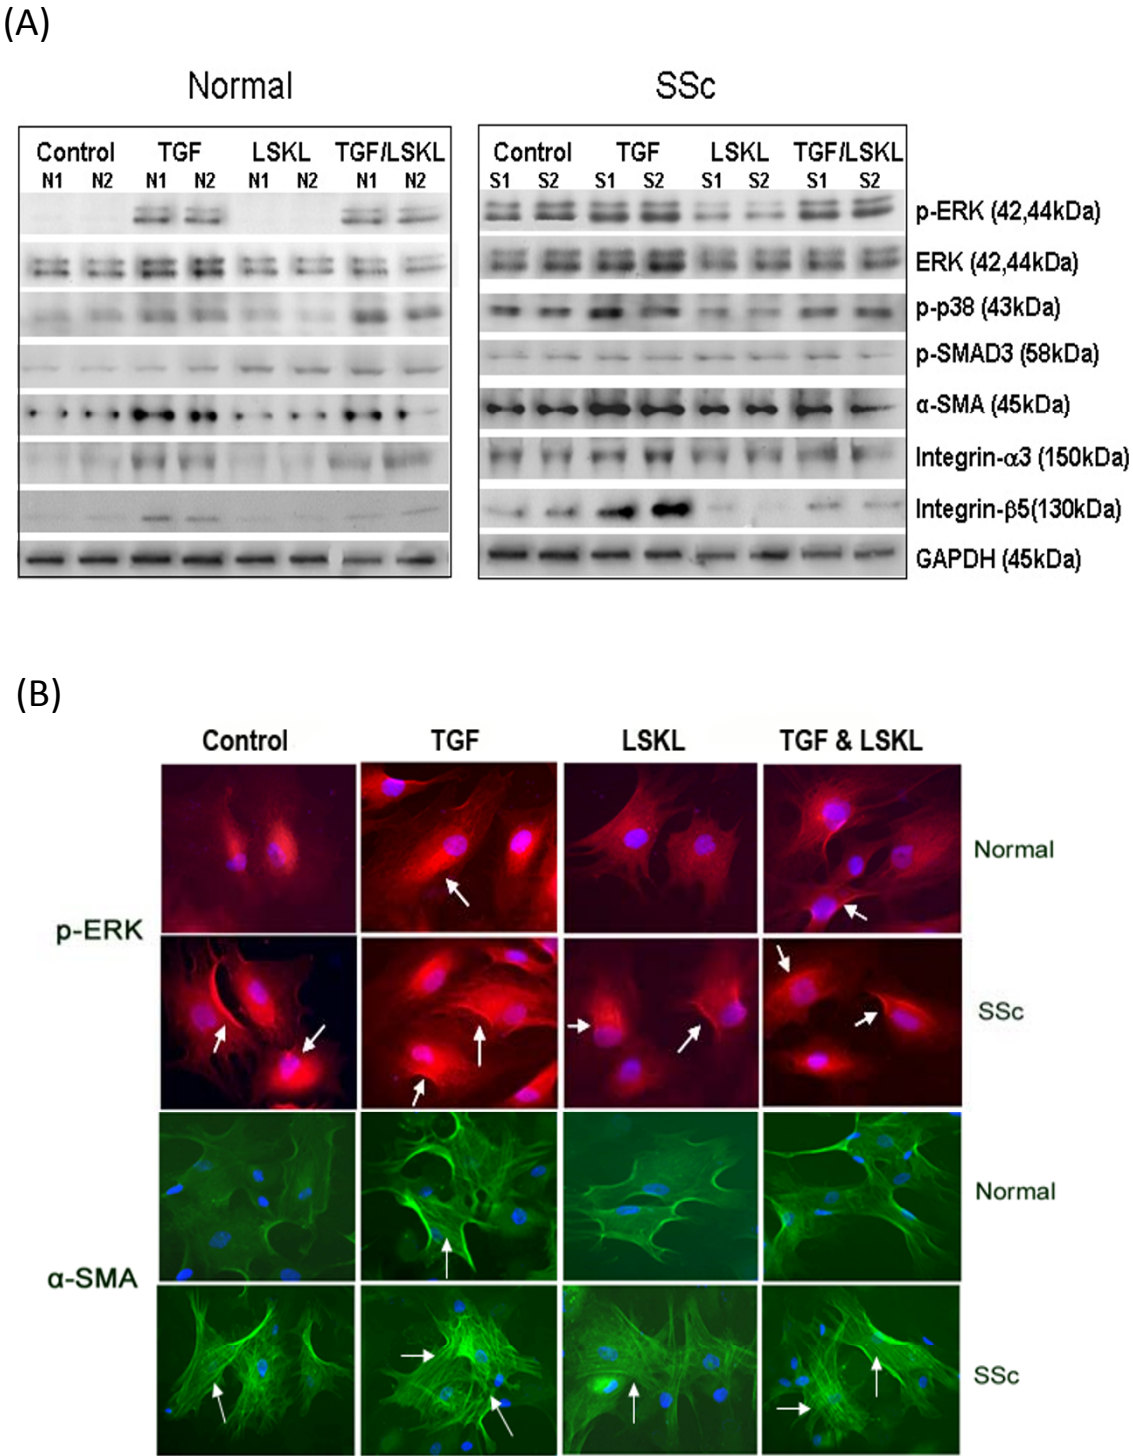 (A)
Normal SSc
Control TGF LSKL TGF/LSKL Control TGF LSKL TGF/LSKL
N1 N2 N1 N2 N1 N2 N1 N2 S1 S2 S1 S2 S1 S2 S1 S2
p-ERK (42,44kDa)
ERK (42,44kDa)
p-p38 (43kDa)
p-SMAD3 (58kDa)
α-SMA (45kDa)
Integrin-α3 (150kDa)
Integrin-β5(130kDa)
GAPDH (45kDa)
(B)
Control TGF LSKL TGF & LSKL
Normal
p-ERK
SSc
Normal
α-SMA
SSc